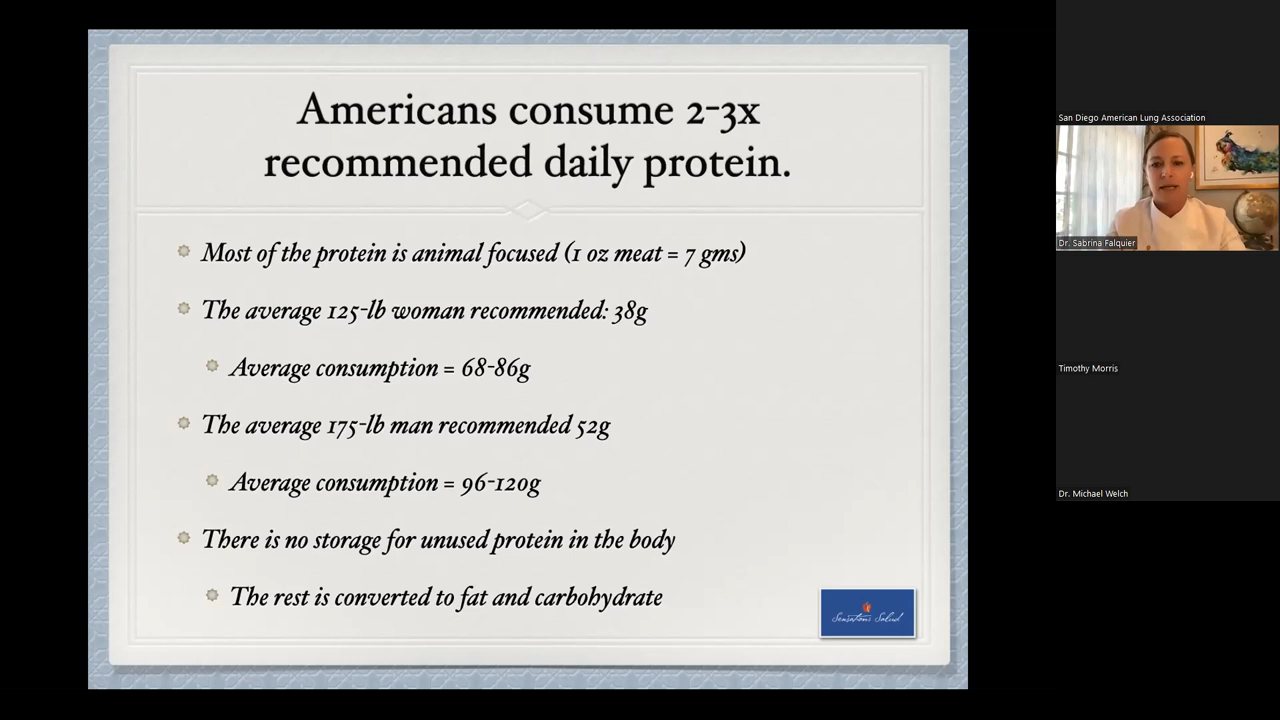 Americans consume 2-3x
recommended daily protein.
Most of the protein is animal focused (1 oz meat = 7 gms)
The average 125-lb woman recommended: 38g
Average consumption = 68-86g
The average 175-lb man recommended 52g
Average consumption = 96-120g
There is no storage for unused protein in the body
The rest is converted to fat and carbohydrate
Sensations Salud
San Diego American Lung Association
Dr. Sabrina Falquier
Timothy Morris
Dr. Michael Welch